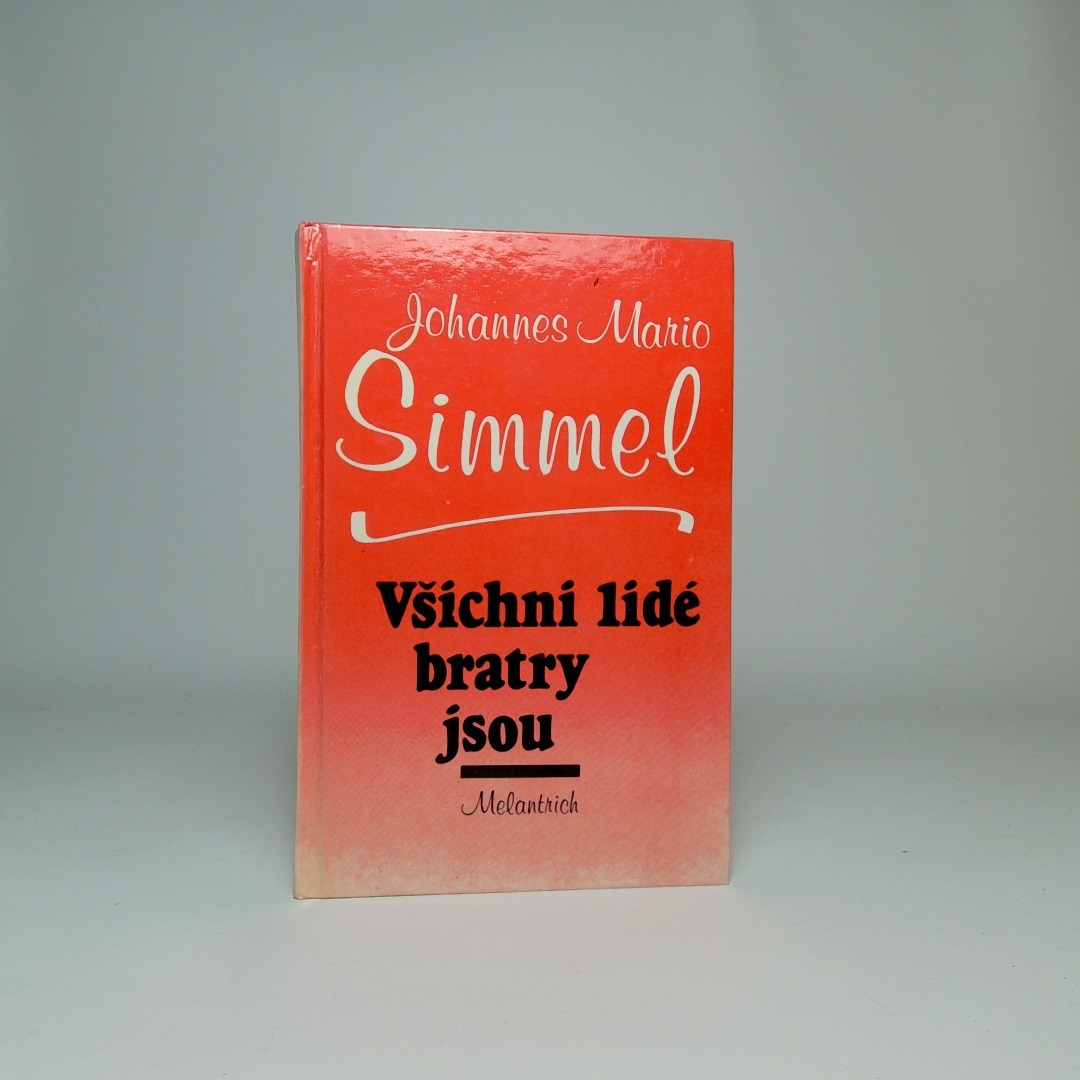 Johannes Mario
Simmel
Všichni lidé
bratry
jsou
Melantrich